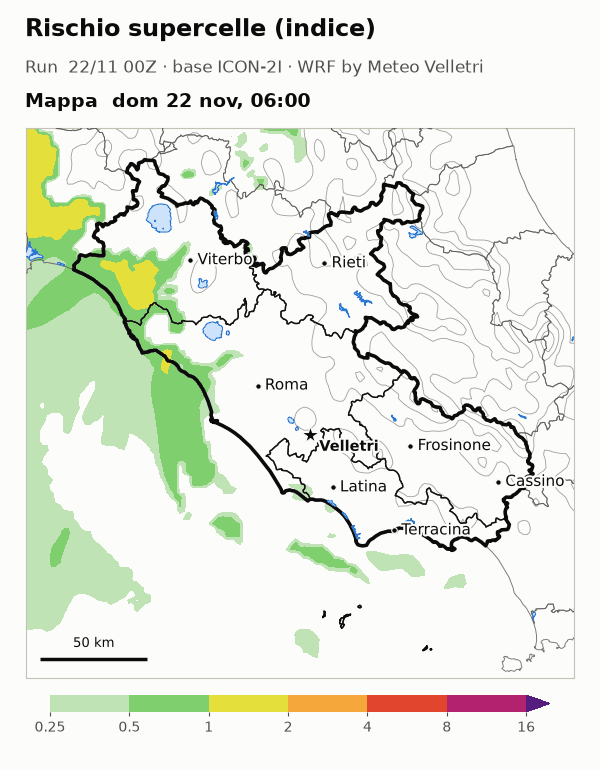 Rischio supercelle (indice)
Run  22/11 00Z · base ICON-2I · WRF by Meteo Velletri
Mappa  dom 22 nov, 06:00
Viterbo
Rieti
Roma
Velletri
Frosinone
Cassino
Latina
Terracina
50 km
0.25 0.5 1 2 4 8 16